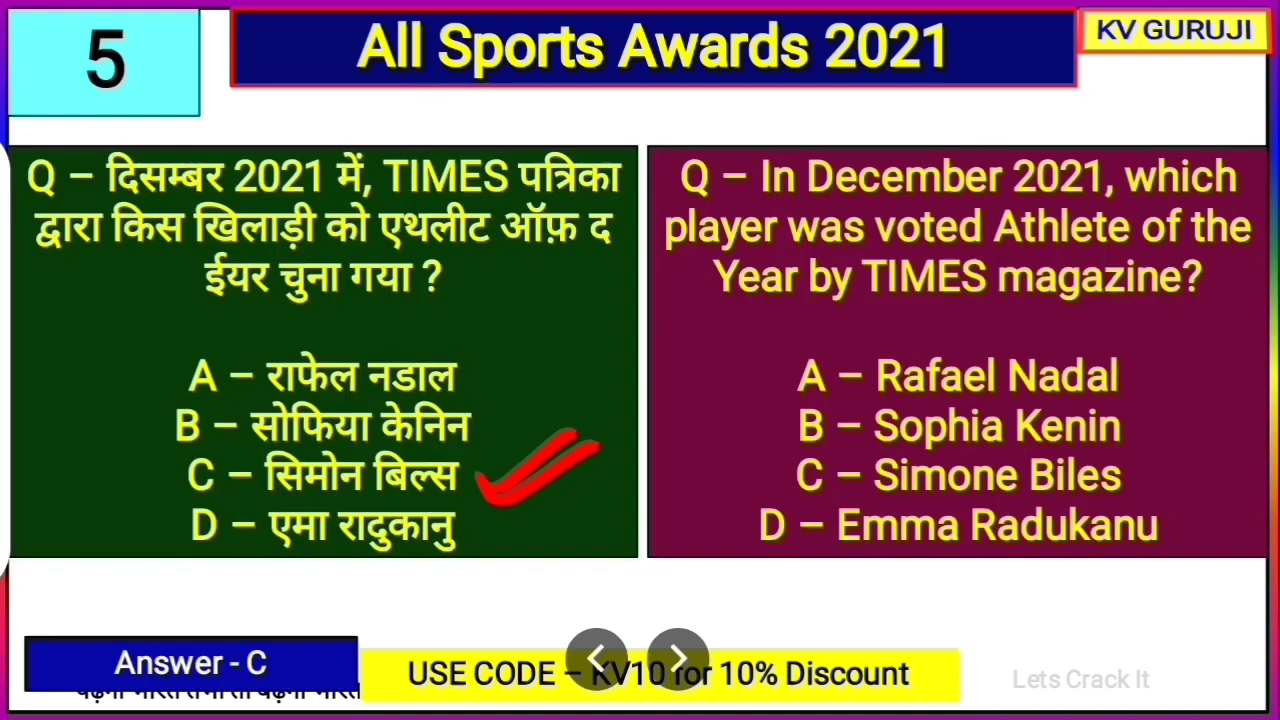 5
All Sports Awards 2021
KV GURUJI
Q – दिसम्बर 2021 में, TIMES पत्रिका
द्वारा किस खिलाड़ी को एथलीट ऑफ़ द
ईयर चुना गया ?
A – राफेल नडाल
B – सोफिया केनिन
C – सिमोन बिल्स
D – एमा रादुकानु
Q – In December 2021, which
player was voted Athlete of the
Year by TIMES magazine?
A – Rafael Nadal
B – Sophia Kenin
C – Simone Biles
D – Emma Radukanu
Answer - C
USE CODE – KV10 for 10% Discount
Lets Crack It